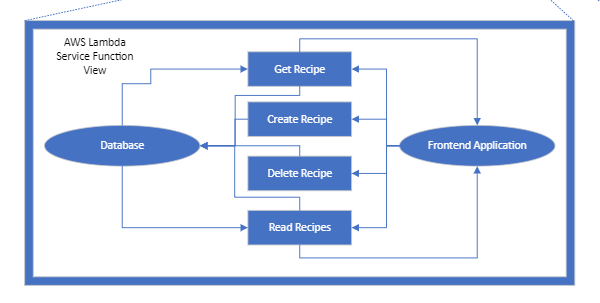 AWS Lambda
Service Function
View
Get Recipe
Create Recipe
Database
Frontend Application
Delete Recipe
Read Recipes